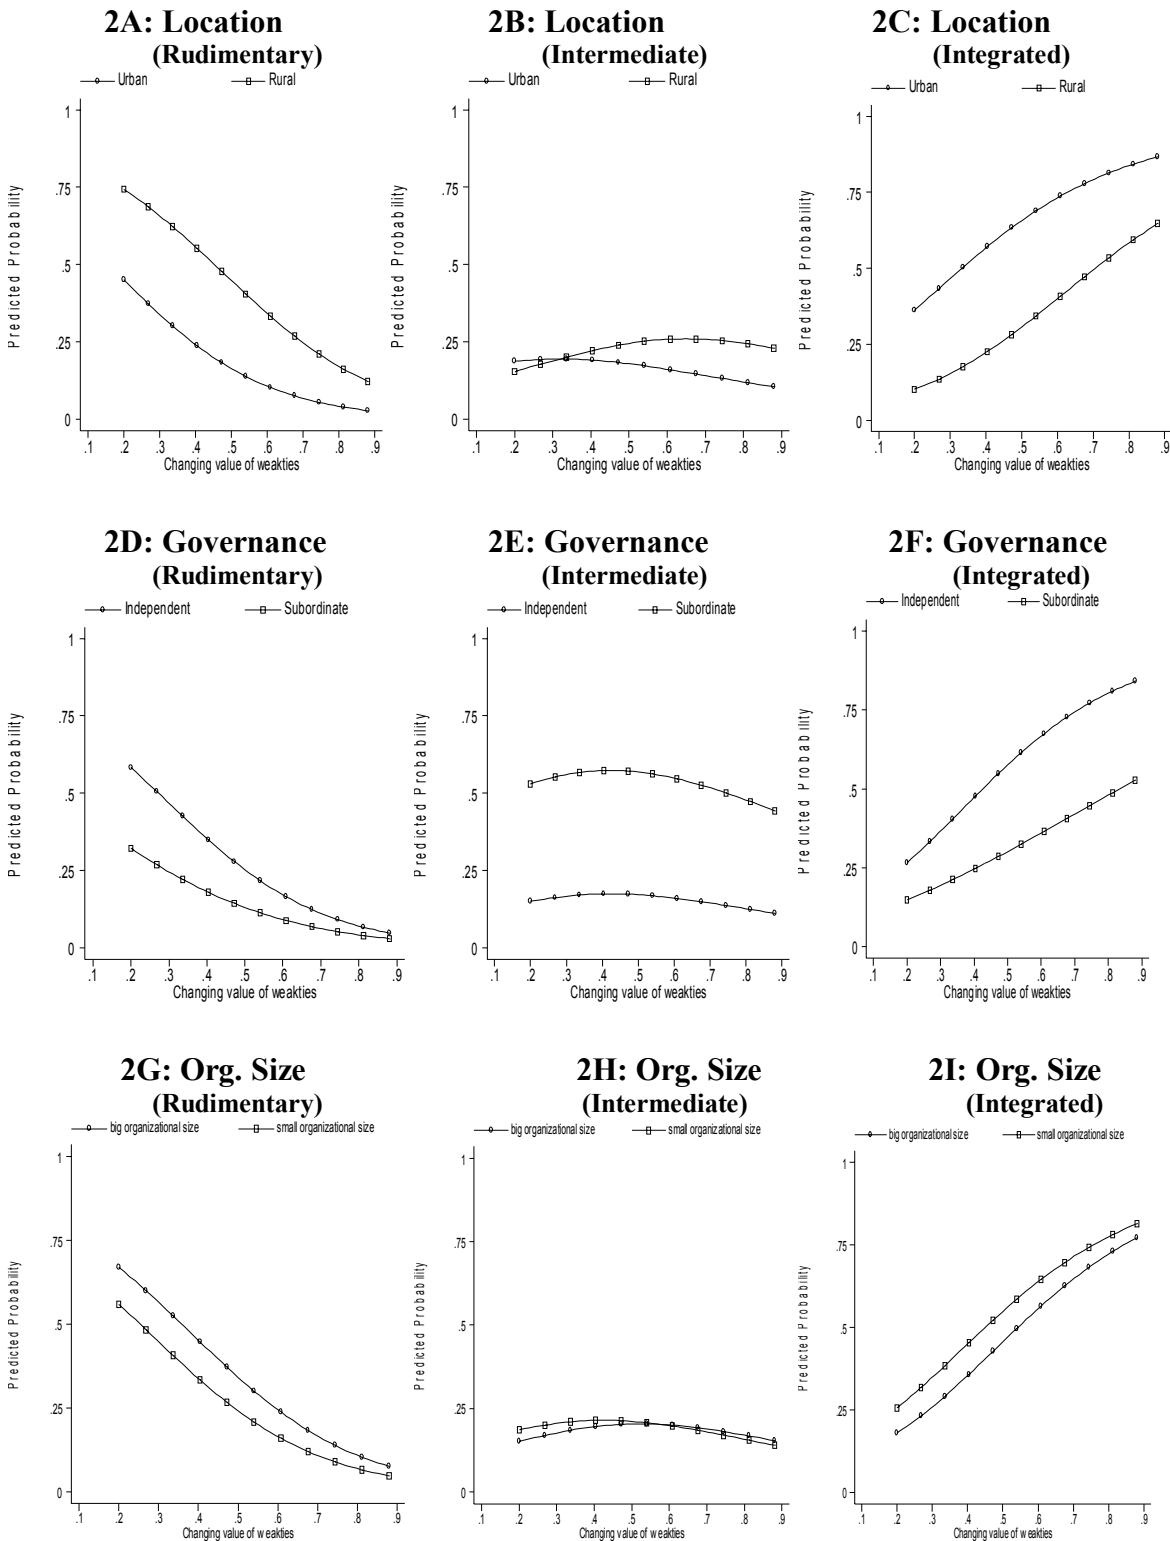 2A: Location
(Rudimentary)
Urban Rural
1
.75
.5
.25
0
Predicted Probability
.1 .2 .3 .4 .5 .6 .7 .8 .9
Changing value of weakties
2B: Location
(Intermediate)
Urban Rural
1
.75
.5
.25
0
Predicted Probability
.1 .2 .3 .4 .5 .6 .7 .8 .9
Changing value of weakties
2C: Location
(Integrated)
Urban Rural
1
.75
.5
.25
0
Predicted Probability
.1 .2 .3 .4 .5 .6 .7 .8 .9
Changing value of weakties
2D: Governance
(Rudimentary)
Independent Subordinate
1
.75
.5
.25
0
Predicted Probability
.1 .2 .3 .4 .5 .6 .7 .8 .9
Changing value of weakties
2E: Governance
(Intermediate)
Independent Subordinate
1
.75
.5
.25
0
Predicted Probability
.1 .2 .3 .4 .5 .6 .7 .8 .9
Changing value of weakties
2F: Governance
(Integrated)
Independent Subordinate
1
.75
.5
.25
0
Predicted Probability
.1 .2 .3 .4 .5 .6 .7 .8 .9
Changing value of weakties
2G: Org. Size
(Rudimentary)
big organizational size small organizational size
1
.75
.5
.25
0
Predicted Probability
.1 .2 .3 .4 .5 .6 .7 .8 .9
Changing value of weakties
2H: Org. Size
(Intermediate)
big organizational size small organizational size
1
.75
.5
.25
0
Predicted Probability
.1 .2 .3 .4 .5 .6 .7 .8 .9
Changing value of weakties
2I: Org. Size
(Integrated)
big organizational size small organizational size
1
.75
.5
.25
0
Predicted Probability
.1 .2 .3 .4 .5 .6 .7 .8 .9
Changing value of weakties